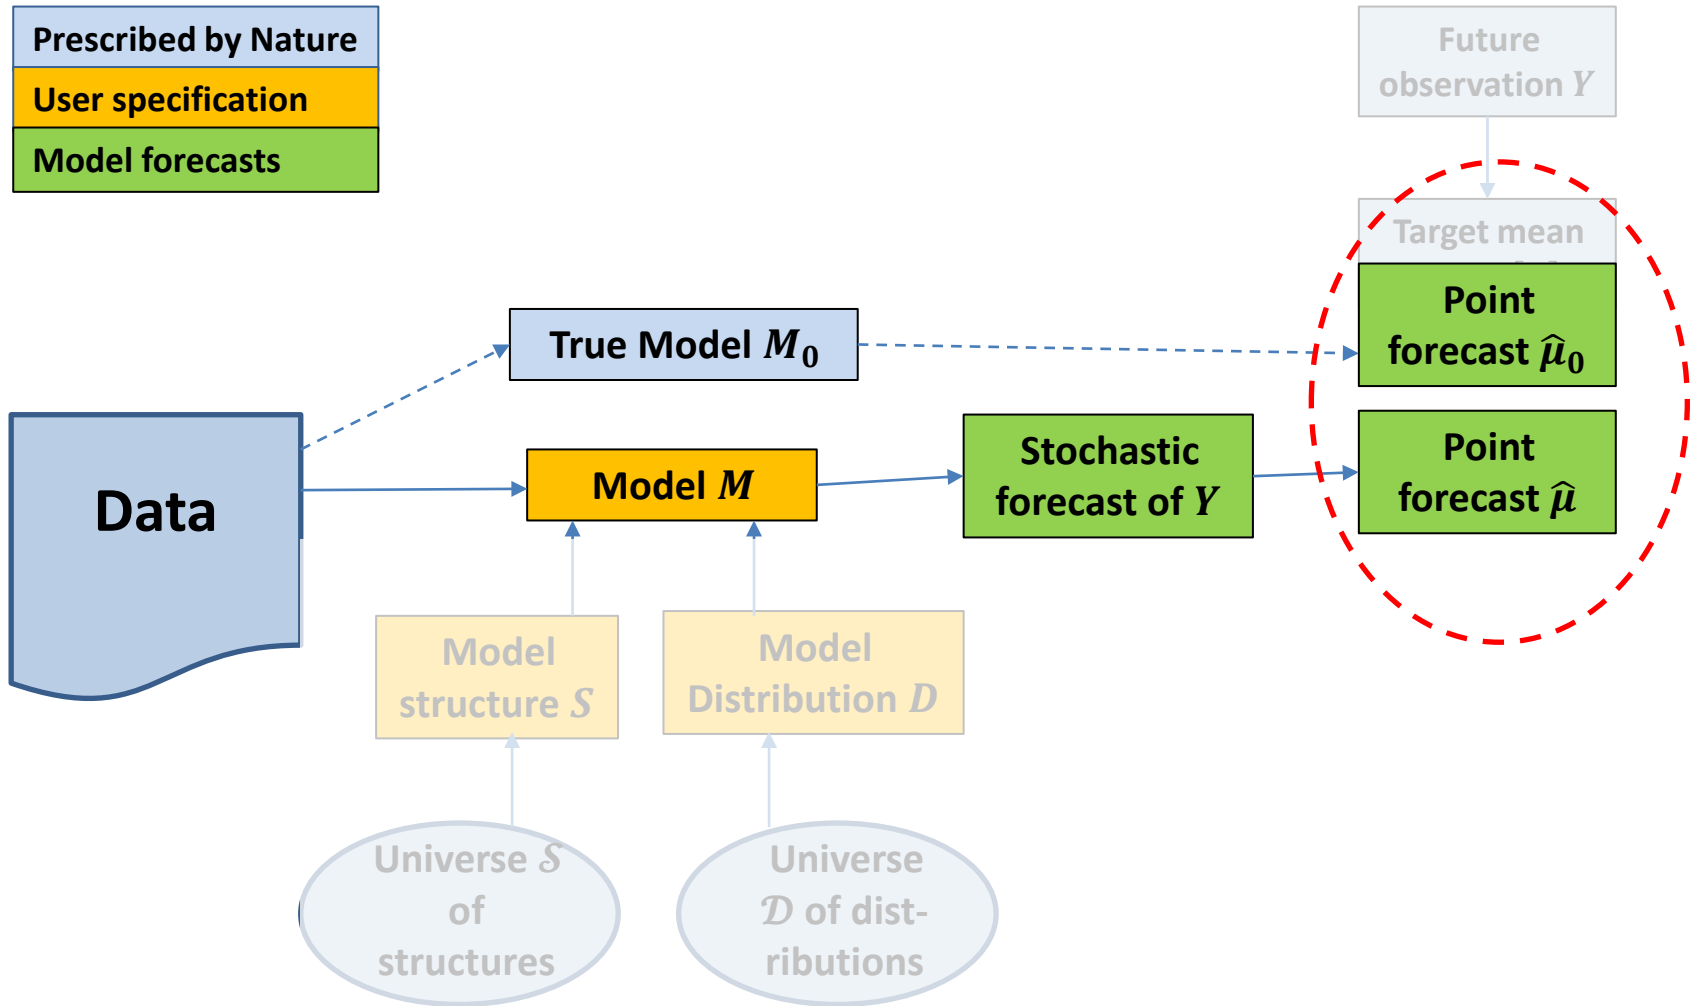 Prescribed by Nature
User specification
Model forecasts
Future
observation Y
Target mean
Point
forecast μ̂₀
True Model M₀
Data
Model M
Stochastic
forecast of Y
Point
forecast μ̂
Model
structure S
Model
Distribution D
Universe 𝒮
of
structures
Universe
𝒟 of dist-
ributions